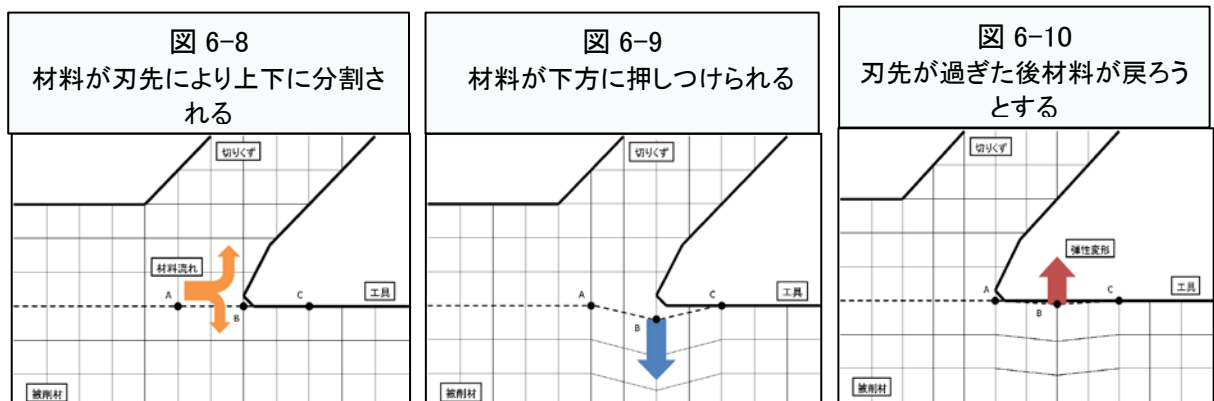 図 6-8
材料が刃先により上下に分割さ
れる
切りくず
材料流れ
A
B
C
工具
被削材
図 6-9
材料が下方に押しつけられる
切りくず
A
B
C
工具
被削材
図 6-10
刃先が過ぎた後材料が戻ろう
とする
切りくず
弾性変形
A
B
C
工具
被削材